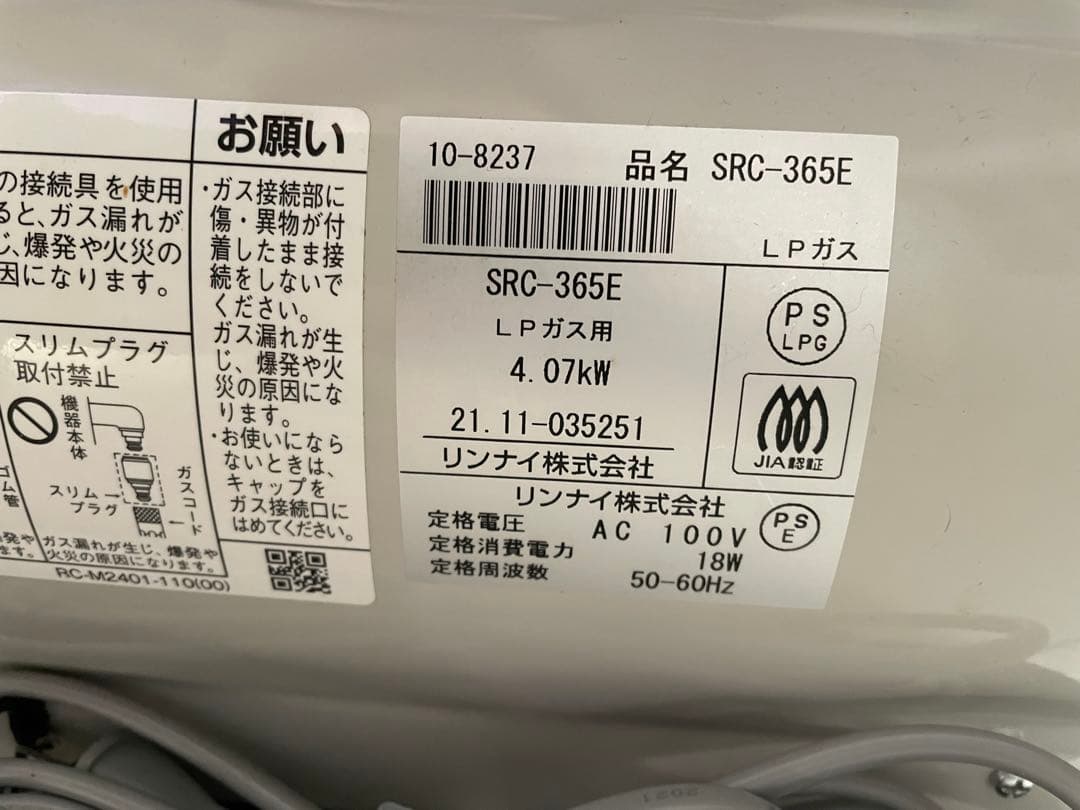 の接続具を使用
ると、ガス漏れが
じ、爆発や火災の
因になります。
スリムプラグ
取付禁止
機器本体
スリム
プラグ
ガスコード
ゴム管
発や
ます。
ガス漏れが生じ、爆発や
火災の原因になります。
RC-M2401-110(00)
お願い
・ガス接続部に
傷・異物が付
着したまま接
続をしないで
ください。
ガス漏れが生
じ、爆発や火
災の原因にな
ります。
・お使いになら
ないときは、
キャップを
ガス接続口に
はめてください。
10-8237 品名 SRC-365E
LPガス
SRC-365E
LPガス用
4.07kW
21.11-035251
リンナイ株式会社
PS
LPG
JIA認証
リンナイ株式会社
定格電圧 AC 100V
定格消費電力 18W
定格周波数 50-60Hz
PS
E
2021